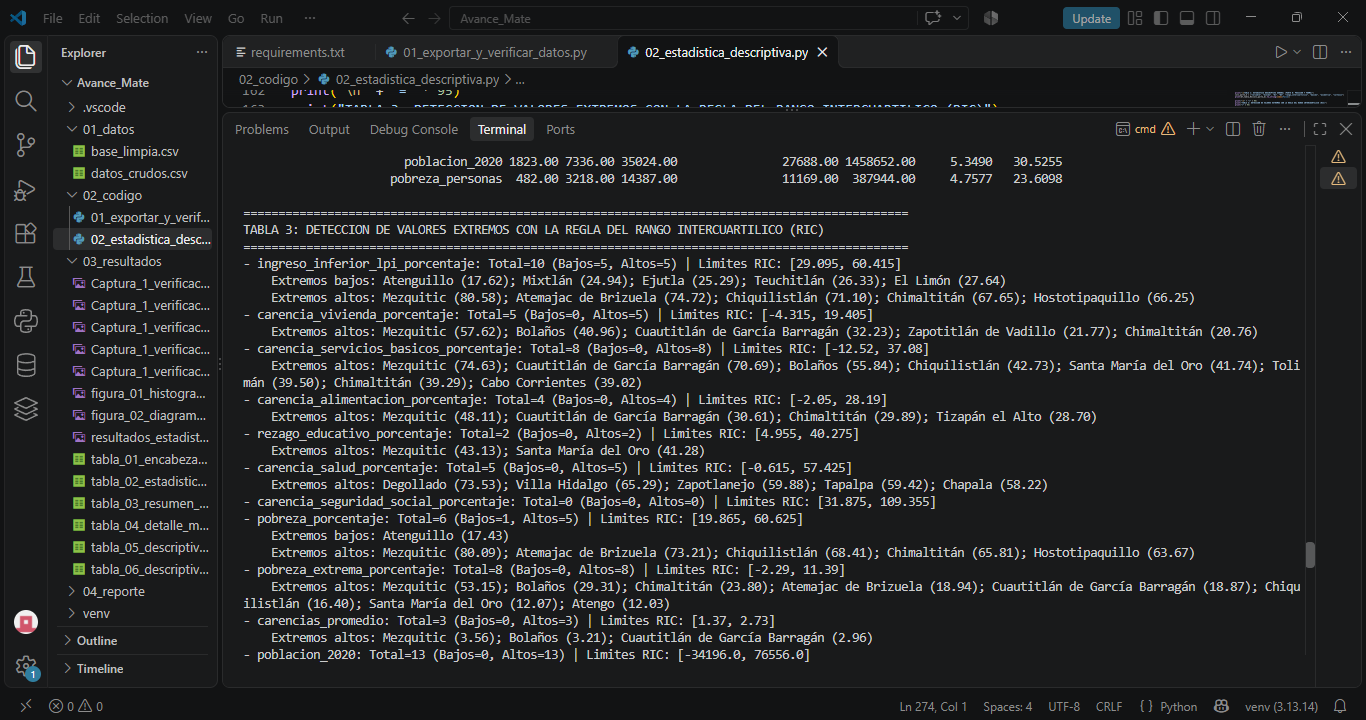 File Edit Selection View Go Run ··· Avance_Mate Update
Explorer ···
Avance_Mate
.vscode
01_datos
base_limpia.csv
datos_crudos.csv
02_codigo
01_exportar_y_verif...
02_estadistica_desc...
03_resultados
Captura_1_verificac...
Captura_1_verificac...
Captura_1_verificac...
Captura_1_verificac...
Captura_1_verificac...
figura_01_histogra...
figura_02_diagram...
resultados_estadist...
tabla_01_encabeza...
tabla_02_estadistic...
tabla_03_resumen_...
tabla_04_detalle_m...
tabla_05_descriptiv...
tabla_06_descriptiv...
04_reporte
venv
Outline
Timeline
1
requirements.txt 01_exportar_y_verificar_datos.py 02_estadistica_descriptiva.py
02_codigo > 02_estadistica_descriptiva.py > ...
162 print("\n" + "=" * 95)
Problems Output Debug Console Terminal Ports cmd
poblacion_2020 1823.00 7336.00 35024.00 27688.00 1458652.00 5.3490 30.5255
pobreza_personas 482.00 3218.00 14387.00 11169.00 387944.00 4.7577 23.6098
===============================================================================================
TABLA 3: DETECCION DE VALORES EXTREMOS CON LA REGLA DEL RANGO INTERCUARTILICO (RIC)
===============================================================================================
- ingreso_inferior_lpi_porcentaje: Total=10 (Bajos=5, Altos=5) | Limites RIC: [29.095, 60.415]
Extremos bajos: Atenguillo (17.62); Mixtlán (24.94); Ejutla (25.29); Teuchitlán (26.33); El Limón (27.64)
Extremos altos: Mezquitic (80.58); Atemajac de Brizuela (74.72); Chiquilistlán (71.10); Chimaltitán (67.65); Hostotipaquillo (66.25)
- carencia_vivienda_porcentaje: Total=5 (Bajos=0, Altos=5) | Limites RIC: [-4.315, 19.405]
Extremos altos: Mezquitic (57.62); Bolaños (40.96); Cuautitlán de García Barragán (32.23); Zapotitlán de Vadillo (21.77); Chimaltitán (20.76)
- carencia_servicios_basicos_porcentaje: Total=8 (Bajos=0, Altos=8) | Limites RIC: [-12.52, 37.08]
Extremos altos: Mezquitic (74.63); Cuautitlán de García Barragán (70.69); Bolaños (55.84); Chiquilistlán (42.73); Santa María del Oro (41.74); Toli
mán (39.50); Chimaltitán (39.29); Cabo Corrientes (39.02)
- carencia_alimentacion_porcentaje: Total=4 (Bajos=0, Altos=4) | Limites RIC: [-2.05, 28.19]
Extremos altos: Mezquitic (48.11); Cuautitlán de García Barragán (30.61); Chimaltitán (29.89); Tizapán el Alto (28.70)
- rezago_educativo_porcentaje: Total=2 (Bajos=0, Altos=2) | Limites RIC: [4.955, 40.275]
Extremos altos: Mezquitic (43.13); Santa María del Oro (41.28)
- carencia_salud_porcentaje: Total=5 (Bajos=0, Altos=5) | Limites RIC: [-0.615, 57.425]
Extremos altos: Degollado (73.53); Villa Hidalgo (65.29); Zapotlanejo (59.88); Tapalpa (59.42); Chapala (58.22)
- carencia_seguridad_social_porcentaje: Total=0 (Bajos=0, Altos=0) | Limites RIC: [31.875, 109.355]
- pobreza_porcentaje: Total=6 (Bajos=1, Altos=5) | Limites RIC: [19.865, 60.625]
Extremos bajos: Atenguillo (17.43)
Extremos altos: Mezquitic (80.09); Atemajac de Brizuela (73.21); Chiquilistlán (68.41); Chimaltitán (65.81); Hostotipaquillo (63.67)
- pobreza_extrema_porcentaje: Total=8 (Bajos=0, Altos=8) | Limites RIC: [-2.29, 11.39]
Extremos altos: Mezquitic (53.15); Bolaños (29.31); Chimaltitán (23.80); Atemajac de Brizuela (18.94); Cuautitlán de García Barragán (18.87); Chiqu
ilistlán (16.40); Santa María del Oro (12.07); Atengo (12.03)
- carencias_promedio: Total=3 (Bajos=0, Altos=3) | Limites RIC: [1.37, 2.73]
Extremos altos: Mezquitic (3.56); Bolaños (3.21); Cuautitlán de García Barragán (2.96)
- poblacion_2020: Total=13 (Bajos=0, Altos=13) | Limites RIC: [-34196.0, 76556.0]
0 0 Ln 274, Col 1 Spaces: 4 UTF-8 CRLF { } Python venv (3.13.14)